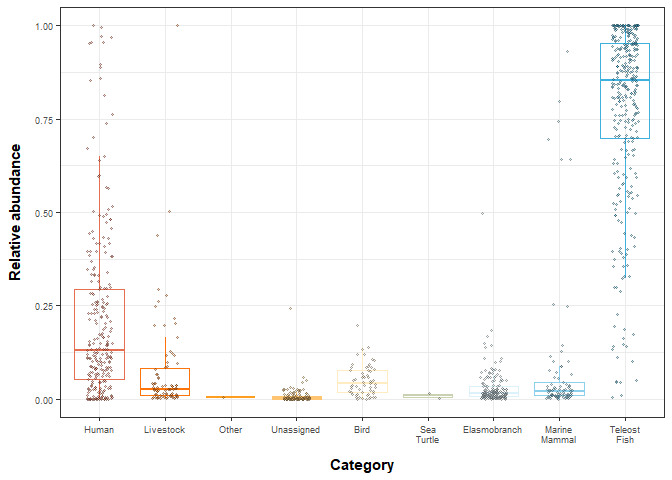 Relative abundance
1.00
0.75
0.50
0.25
0.00
Human
Livestock
Other
Unassigned
Bird
Sea
Turtle
Elasmobranch
Marine
Mammal
Teleost
Fish
Category